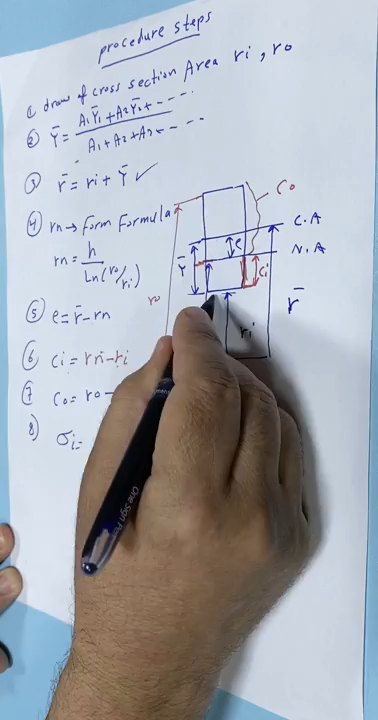 procedure steps
① draw of cross section Area ri , ro
② Ȳ = A1Ȳ1 + A2Ȳ2 + - - - -
A1 + A2 + A3 + - - - -
③ r̄ = ri + Ȳ ✓
④ rn → form formula
rn = h
Ln(ro/ri)
⑤ e = r̄ - rn
⑥ ci = rn - ri
⑦ co = ro -
8) σi =
Co
C.A
N.A
e
Ȳ
Ci
ro
ri
r̄
One Sign Pen